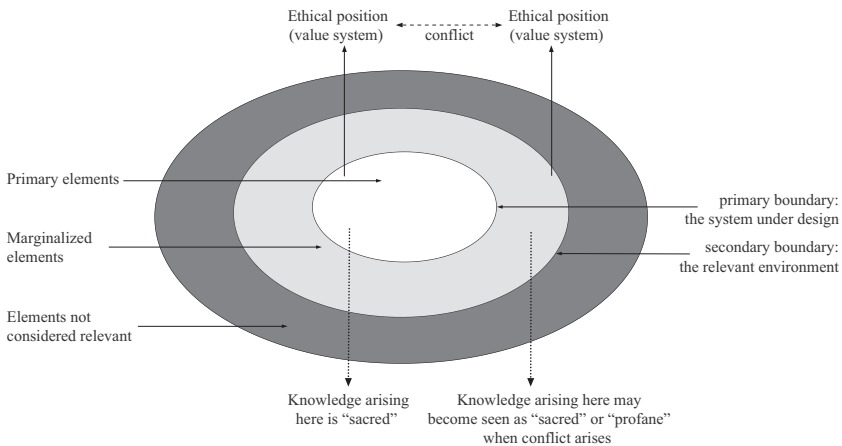 Ethical position
(value system)
conflict
Ethical position
(value system)
Primary elements
primary boundary:
the system under design
Marginalized
elements
secondary boundary:
the relevant environment
Elements not
considered relevant
Knowledge arising
here is “sacred”
Knowledge arising here may
become seen as “sacred” or “profane”
when conflict arises